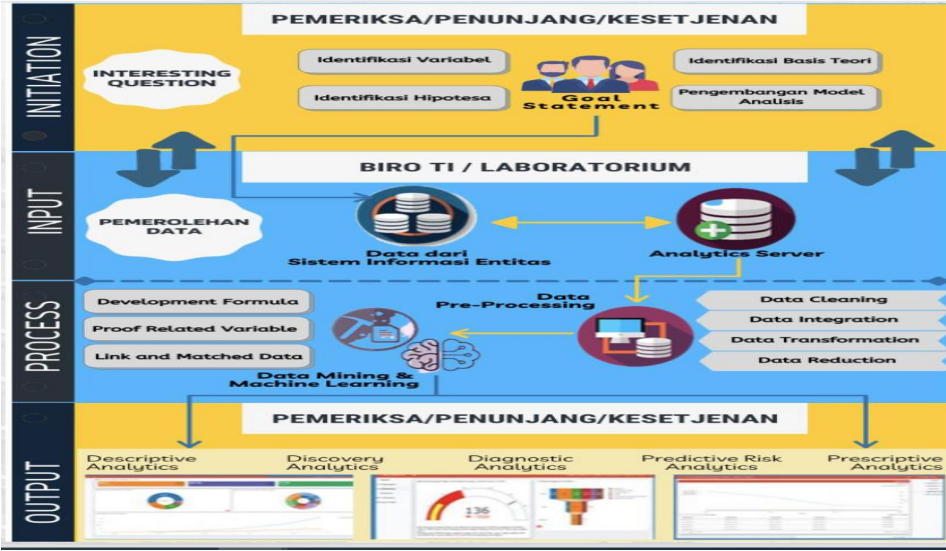 PEMERIKSA/PENUNJANG/KESETJENAN
INITIATION
INTERESTING
QUESTION
Identifikasi Variabel
Identifikasi Hipotesa
Goal
Statement
Identifikasi Basis Teori
Pengembangan Model
Analisis
BIRO TI / LABORATORIUM
INPUT
PEMEROLEHAN
DATA
Data dari
Sistem Informasi Entitas
Analytics Server
PROCESS
Development Formula
Proof Related Variable
Link and Matched Data
Data
Pre-Processing
Data Cleaning
Data Integration
Data Transformation
Data Reduction
Data Mining &
Machine Learning
PEMERIKSA/PENUNJANG/KESETJENAN
OUTPUT
Descriptive
Analytics
Discovery
Analytics
Diagnostic
Analytics
Predictive Risk
Analytics
Prescriptive
Analytics
136